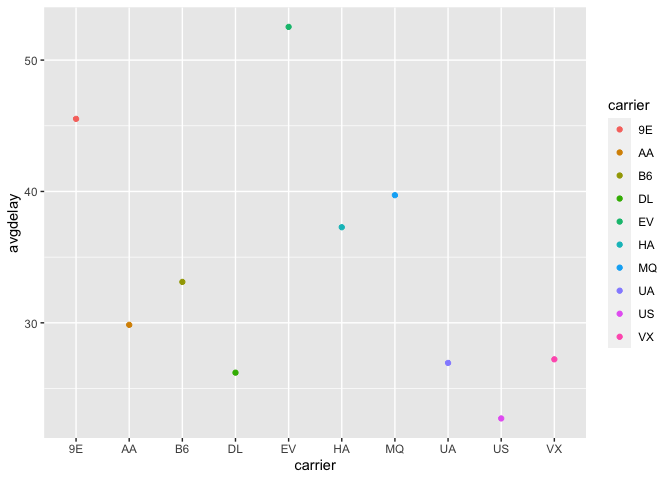 avgdelay
50
40
30
9E AA B6 DL EV HA MQ UA US VX
carrier
carrier
9E
AA
B6
DL
EV
HA
MQ
UA
US
VX